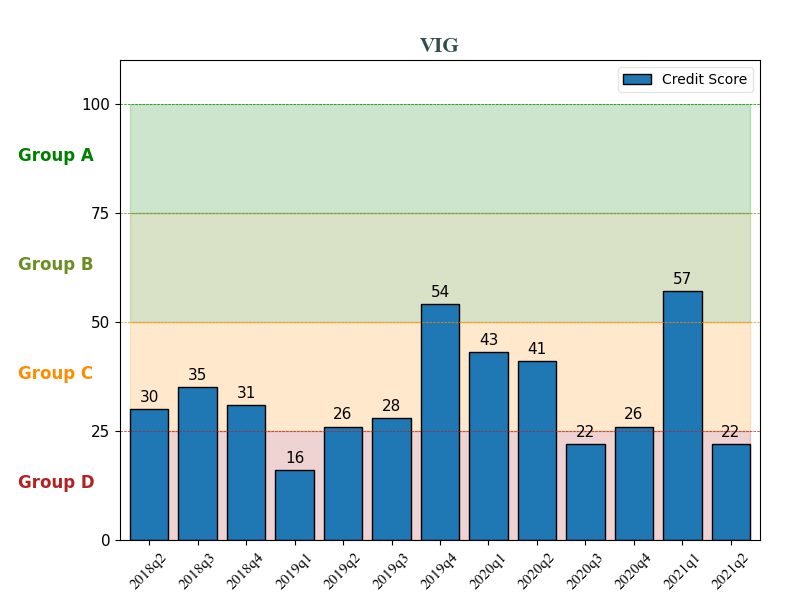 VIG
Credit Score
100
Group A
75
Group B
50
Group C
25
Group D
0
30
35
31
16
26
28
54
43
41
22
26
57
22
2018q2
2018q3
2018q4
2019q1
2019q2
2019q3
2019q4
2020q1
2020q2
2020q3
2020q4
2021q1
2021q2